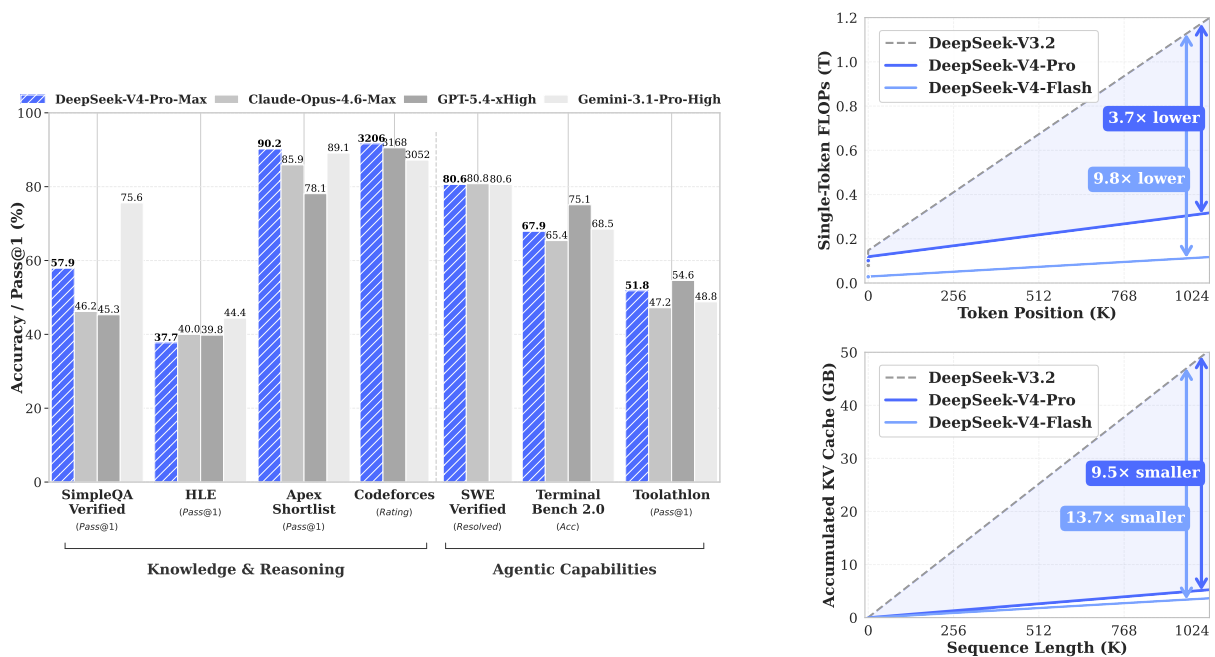 DeepSeek-V4-Pro-Max Claude-Opus-4.6-Max GPT-5.4-xHigh Gemini-3.1-Pro-High
Accuracy / Pass@1 (%)
100
80
60
40
20
0
57.9 46.2 45.3 75.6
37.7 40.0 39.8 44.4
90.2 85.9 78.1 89.1
3206 3168 3052
80.6 80.8 80.6
67.9 65.4 75.1 68.5
51.8 47.2 54.6 48.8
SimpleQA
Verified
(Pass@1)
HLE
(Pass@1)
Apex
Shortlist
(Pass@1)
Codeforces
(Rating)
SWE
Verified
(Resolved)
Terminal
Bench 2.0
(Acc)
Toolathlon
(Pass@1)
Knowledge & Reasoning
Agentic Capabilities
Single-Token FLOPs (T)
1.2
1.0
0.8
0.6
0.4
0.2
0.0
DeepSeek-V3.2
DeepSeek-V4-Pro
DeepSeek-V4-Flash
3.7× lower
9.8× lower
0 256 512 768 1024
Token Position (K)
Accumulated KV Cache (GB)
50
40
30
20
10
0
DeepSeek-V3.2
DeepSeek-V4-Pro
DeepSeek-V4-Flash
9.5× smaller
13.7× smaller
0 256 512 768 1024
Sequence Length (K)